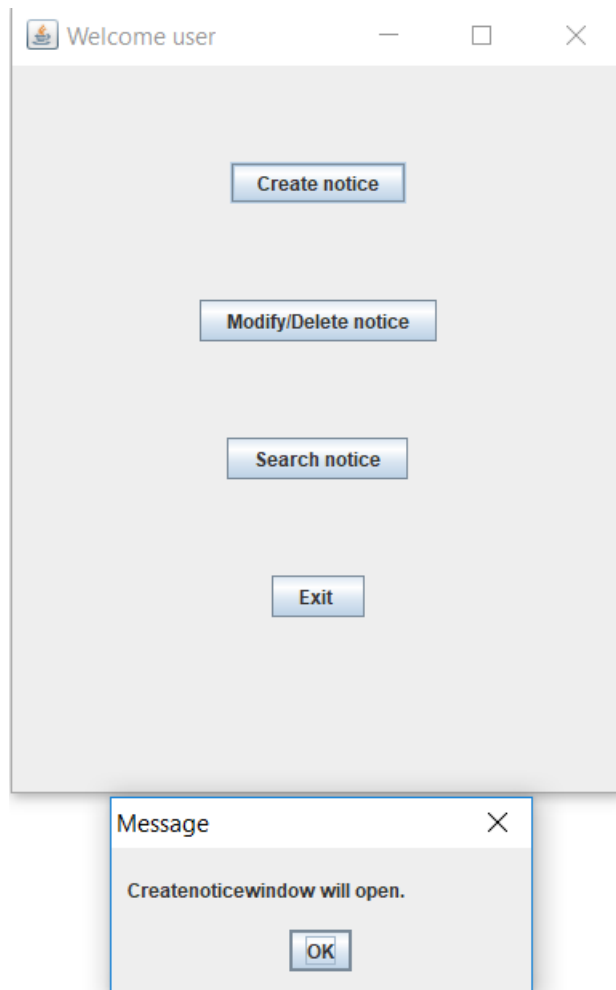 Welcome user
Create notice
Modify/Delete notice
Search notice
Exit
Message
Createnoticewindow will open.
OK